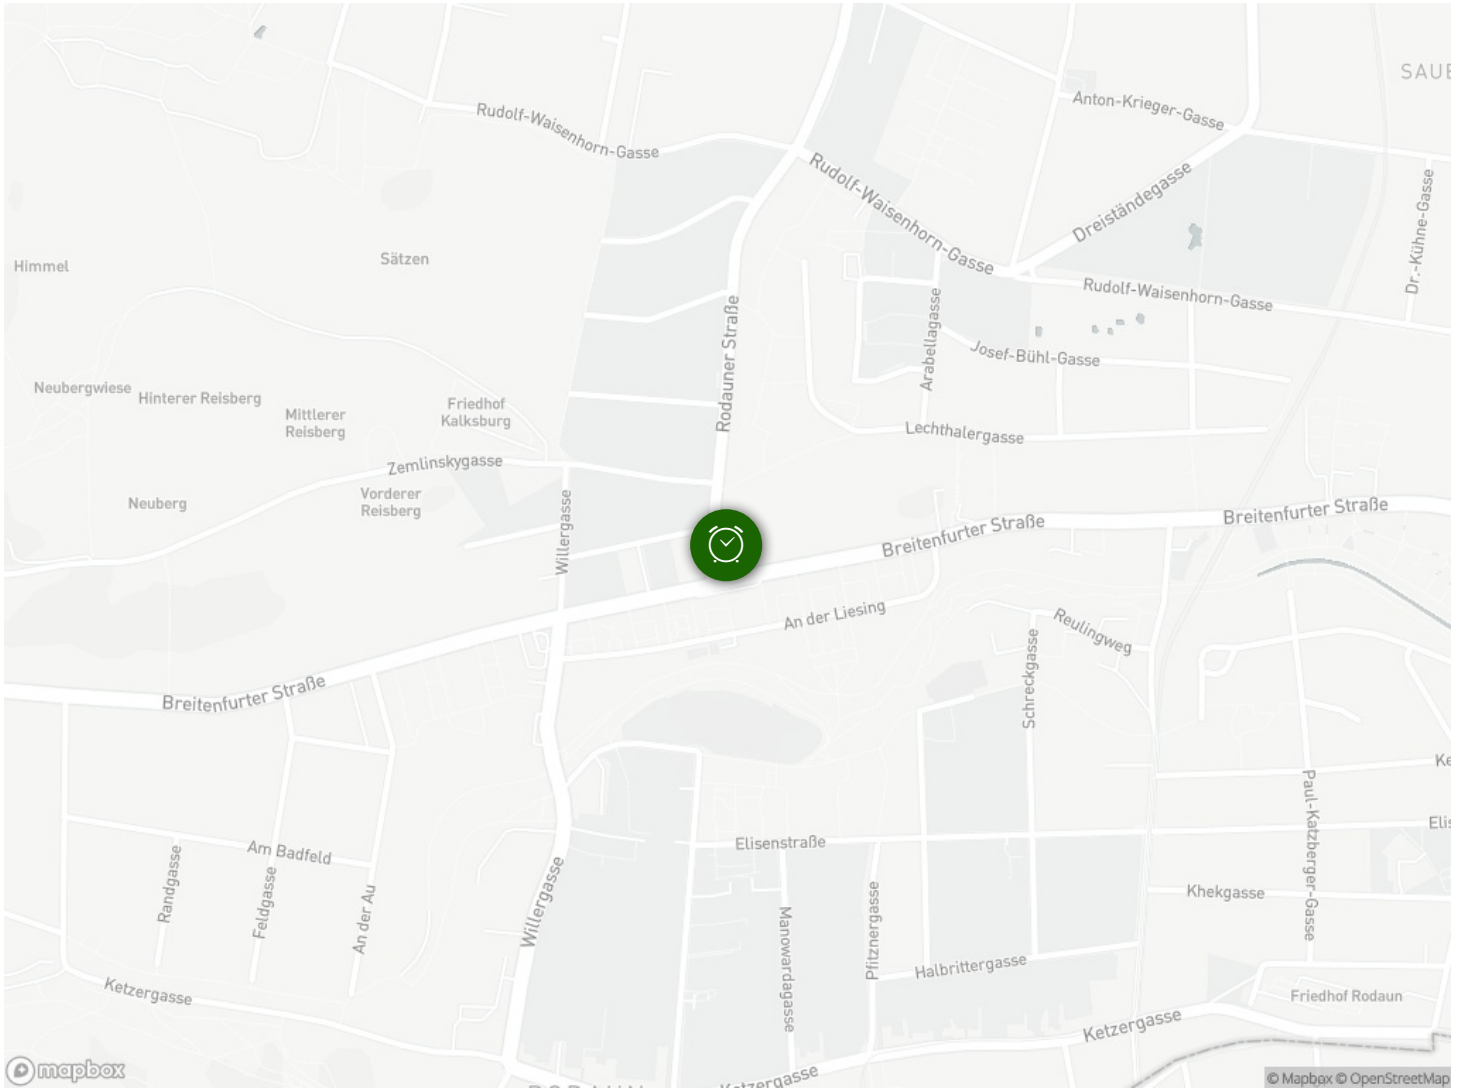 SAUE
Anton-Krieger-Gasse
Rudolf-Waisenhorn-Gasse
Rudolf-Waisenhorn-Gasse
Dreiständegasse
Dr.-Kühne-Gasse
Himmel
Sätzen
Rudolf-Waisenhorn-Gasse
Rodauner Straße
Arabellagasse
Josef-Bühl-Gasse
Neubergwiese
Hinterer Reisberg
Mittlerer
Reisberg
Friedhof
Kalksburg
Lechthalergasse
Zemlinskygasse
Neuberg
Vorderer
Reisberg
Willergasse
Breitenfurter Straße
Breitenfurter Straße
An der Liesing
Reulingweg
Schreckgasse
Breitenfurter Straße
Ke
Paul-Katzberger-Gasse
Elis
Elisenstraße
Am Badfeld
Randgasse
Feldgasse
An der Au
Willergasse
Manowardagasse
Pfitznergasse
Khekgasse
Halbrittergasse
Ketzergasse
Friedhof Rodaun
Ketzergasse
Ketzergasse
mapbox
© Mapbox © OpenStreetMap